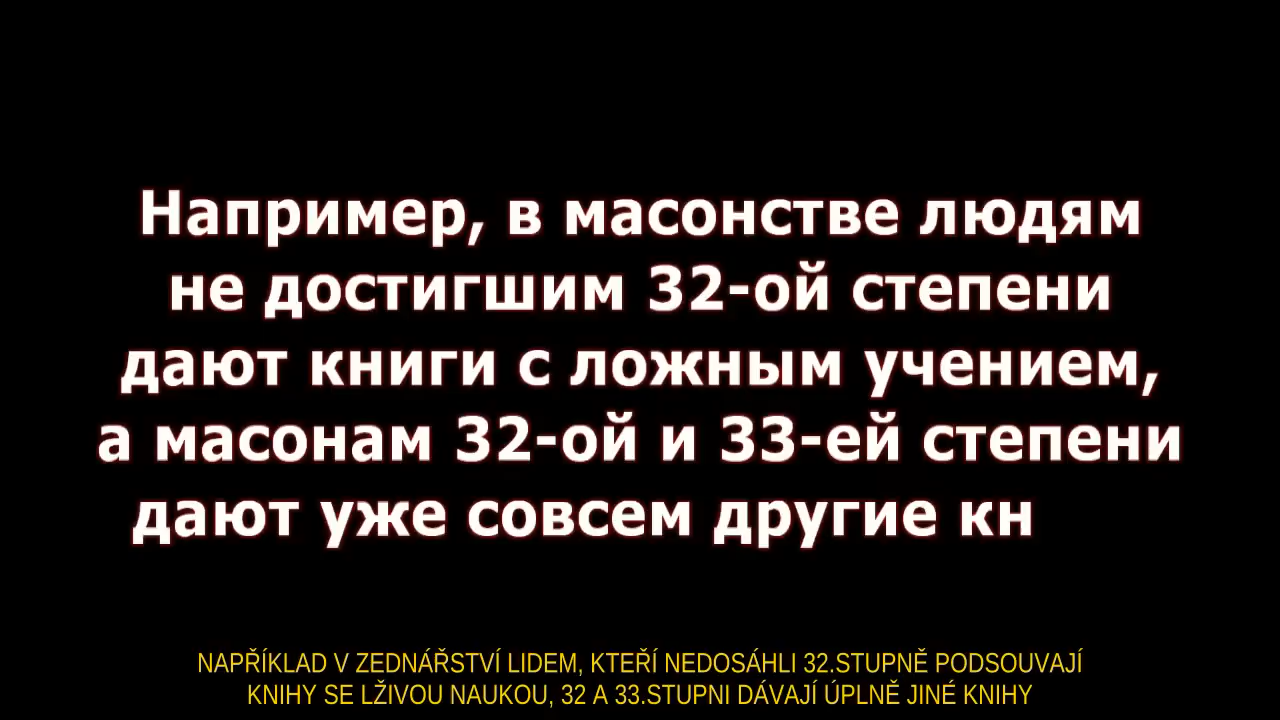 Например, в масонстве людям
не достигшим 32-ой степени
дают книги с ложным учением,
а масонам 32-ой и 33-ей степени
дают уже совсем другие кн
NAPŘÍKLAD V ZEDNÁŘSTVÍ LIDEM, KTEŘÍ NEDOSÁHLI 32.STUPNĚ PODSOUVAJÍ
KNIHY SE LŽIVOU NAUKOU, 32 A 33.STUPNI DÁVAJÍ ÚPLNĚ JINÉ KNIHY